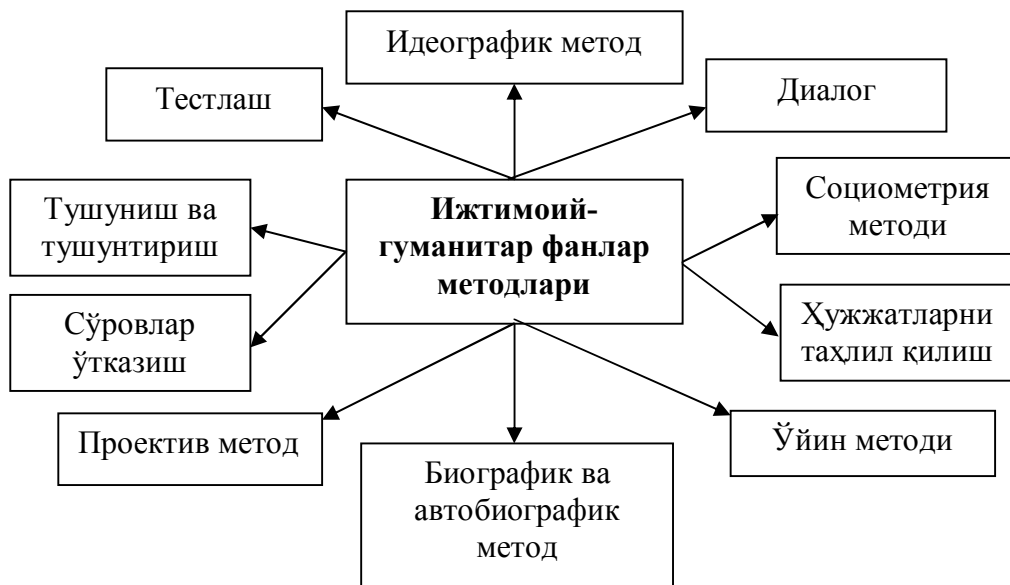 Идеографик метод
Тестлаш
Диалог
Тушуниш ва
тушунтириш
Ижтимоий-
гуманитар фанлар
методлари
Социометрия
методи
Сўровлар
ўтказиш
Ҳужжатларни
таҳлил қилиш
Проектив метод
Биографик ва
автобиографик
метод
Ўйин методи